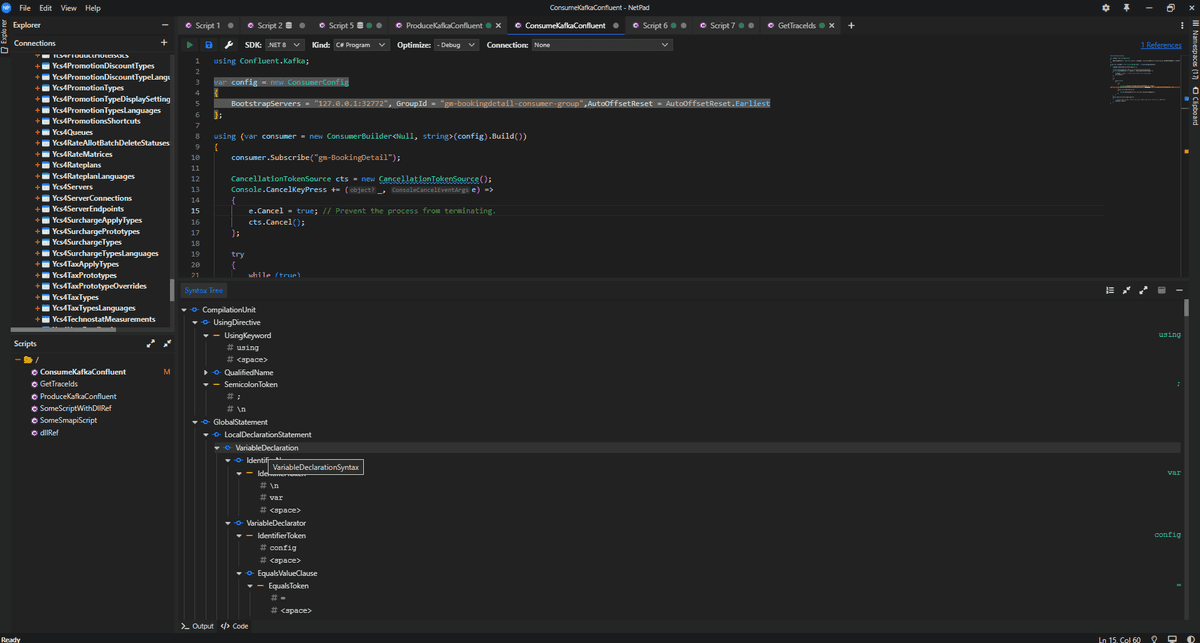 File Edit View Help
ConsumeKafkaConfluent - NetPad
Explorer
Explorer
Connections
Ycs4PromotionDiscountTypes
Ycs4PromotionDiscountTypeLangu
Ycs4PromotionTypes
Ycs4PromotionTypeDisplaySetting
Ycs4PromotionTypesLanguages
Ycs4PromotionsShortcuts
Ycs4Queues
Ycs4RateAllotBatchDeleteStatuses
Ycs4RateMatrices
Ycs4Rateplans
Ycs4RateplanLanguages
Ycs4Servers
Ycs4ServerConnections
Ycs4ServerEndpoints
Ycs4SurchargeApplyTypes
Ycs4SurchargePrototypes
Ycs4SurchargeTypes
Ycs4SurchargeTypesLanguages
Ycs4TaxApplyTypes
Ycs4TaxPrototypes
Ycs4TaxPrototypeOverrides
Ycs4TaxTypes
Ycs4TaxTypesLanguages
Ycs4TechnostatMeasurements
Scripts
/
ConsumeKafkaConfluent M
GetTraceIds
ProduceKafkaConfluent
SomeScriptWithDllRef
SomeSmapiScript
dllRef
Script 1 Script 2 Script 5 ProduceKafkaConfluent ConsumeKafkaConfluent Script 6 Script 7 GetTraceIds
SDK: .NET 8 Kind: C# Program Optimize: - Debug Connection: None 1 References
1 using Confluent.Kafka;
2
3 var config = new ConsumerConfig
4 {
5 BootstrapServers = "127.0.0.1:32772", GroupId = "gm-bookingdetail-consumer-group",AutoOffsetReset = AutoOffsetReset.Earliest
6 };
7
8 using (var consumer = new ConsumerBuilder<Null, string>(config).Build())
9 {
10 consumer.Subscribe("gm-BookingDetail");
11
12 CancellationTokenSource cts = new CancellationTokenSource();
13 Console.CancelKeyPress += (object? _, ConsoleCancelEventArgs e) =>
14 {
15 e.Cancel = true; // Prevent the process from terminating.
16 cts.Cancel();
17 };
18
19 try
20 {
21 while (true)
Namespaces (17)
Clipboard
Syntax Tree
CompilationUnit
UsingDirective
UsingKeyword using
# using
# <space>
QualifiedName
SemicolonToken ;
# ;
# \n
GlobalStatement
LocalDeclarationStatement
VariableDeclaration
VariableDeclarationSyntax
var
# \n
# var
# <space>
VariableDeclarator
IdentifierToken config
# config
# <space>
EqualsValueClause
EqualsToken =
# =
# <space>
Output Code
Ready Ln 15, Col 60